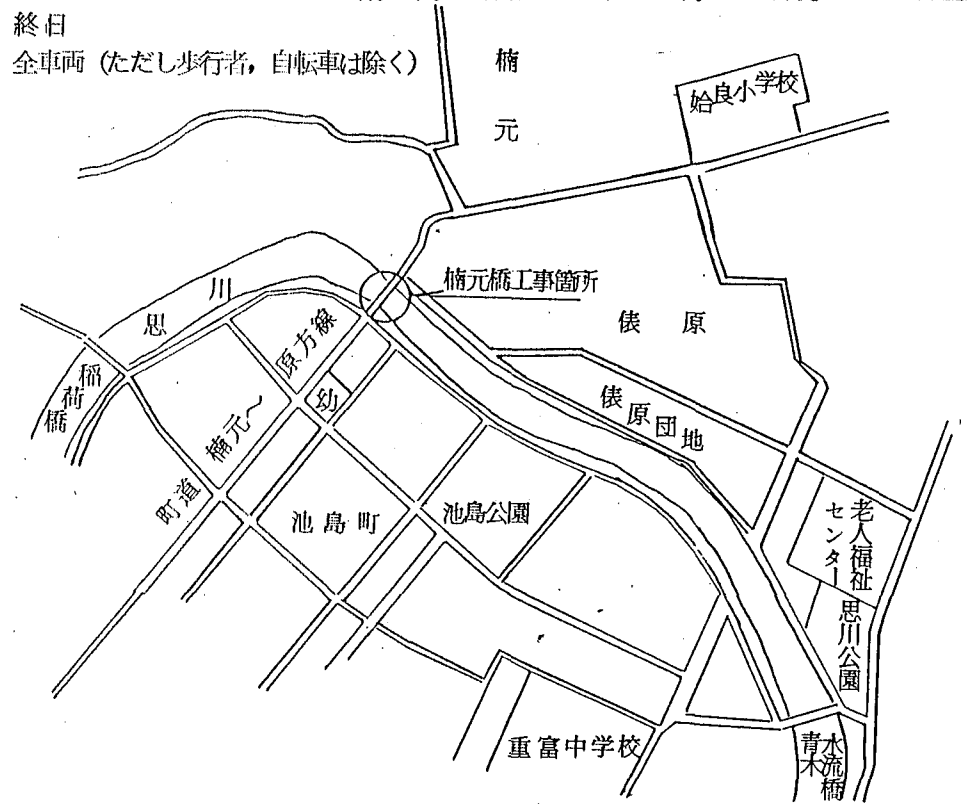 終日
全車両（ただし歩行者，自転車は除く）
楠元
姶良小学校
楠元橋工事箇所
思川
俵原
稲荷橋
町道 楠元〜原方線
幼
俵原団地
池島町
池島公園
老人福祉センター
思川公園
重富中学校
青木水流橋